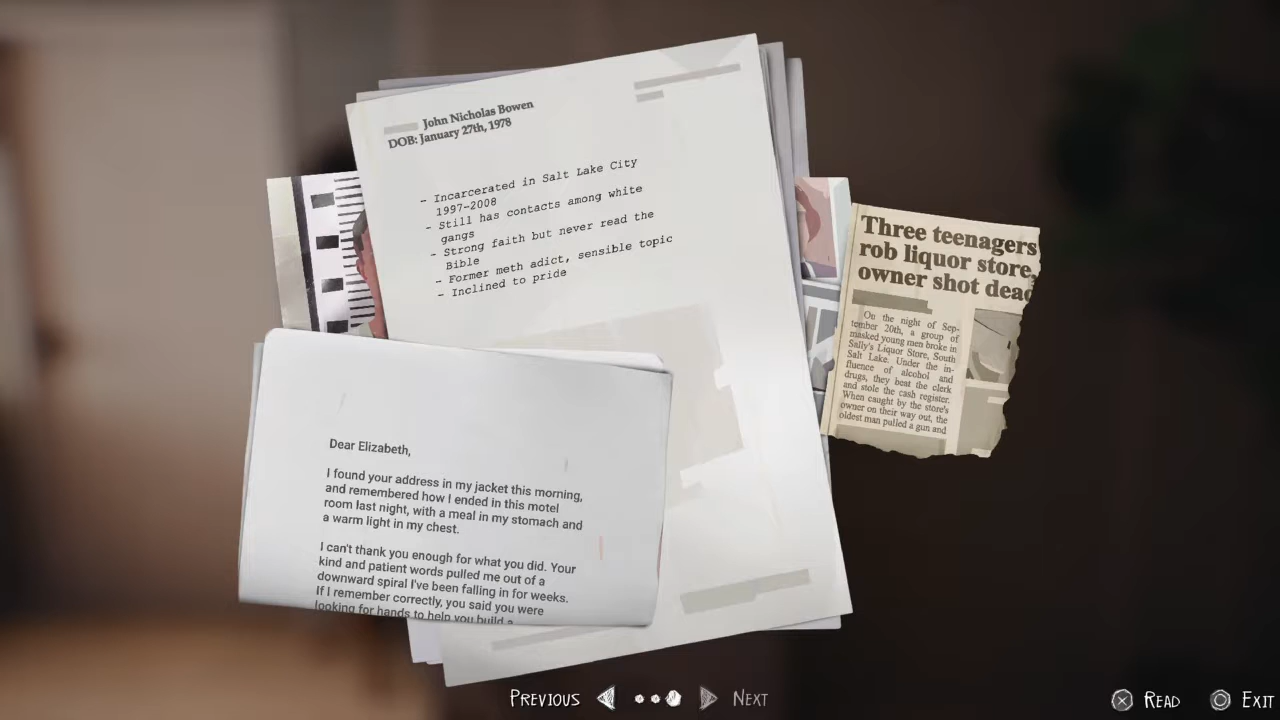 John Nicholas Bowen
DOB: January 27th, 1978
- Incarcerated in Salt Lake City
1997-2008
- Still has contacts among white
gangs
- Strong faith but never read the
Bible
- Former meth adict, sensible topic
- Inclined to pride
Three teenagers
rob liquor store,
owner shot dead
On the night of Sep-
tember 20th, a group of
masked young men broke in
Sally's Liquor Store, South
Salt Lake. Under the in-
fluence of alcohol and
drugs, they beat the clerk
and stole the cash register.
When caught by the store's
owner on their way out, the
oldest man pulled a gun and
Dear Elizabeth,
I found your address in my jacket this morning,
and remembered how I ended in this motel
room last night, with a meal in my stomach and
a warm light in my chest.
I can't thank you enough for what you did. Your
kind and patient words pulled me out of a
downward spiral I've been falling in for weeks.
If I remember correctly, you said you were
looking for hands to help you build a
PREVIOUS
NEXT
READ
EXIT